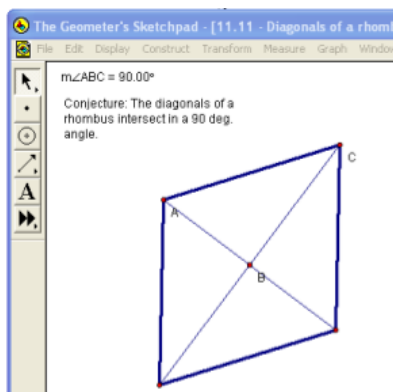 The Geometer's Sketchpad - [11.11 - Diagonals of a rhomb
File Edit Display Construct Transform Measure Graph Window
m∠ABC = 90.00°
Conjecture: The diagonals of a
rhombus intersect in a 90 deg.
angle.
C
A
B
A